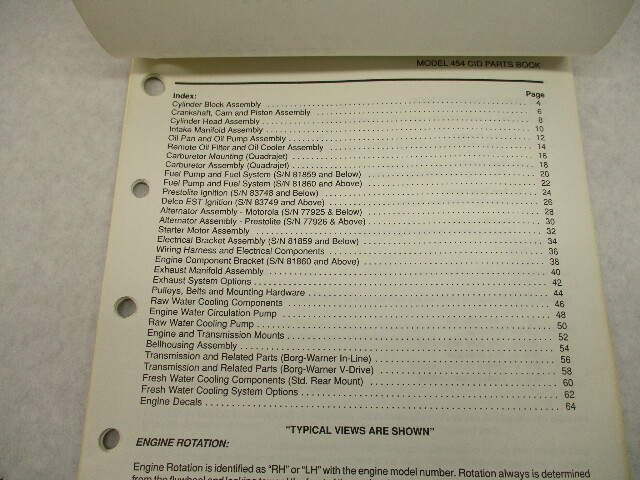 MODEL 454 CID PARTS BOOK
Index: Page
Cylinder Block Assembly 4
Crankshaft, Cam and Piston Assembly 6
Cylinder Head Assembly 8
Intake Manifold Assembly 10
Oil Pan and Oil Pump Assembly 12
Remote Oil Filter and Oil Cooler Assembly 14
Carburetor Mounting (Quadrajet) 16
Carburetor Assembly (Quadrajet) 18
Fuel Pump and Fuel System (S/N 81859 and Below) 20
Fuel Pump and Fuel System (S/N 81860 and Above) 22
Prestolite Ignition (S/N 83748 and Below) 24
Delco EST Ignition (S/N 83749 and Above) 26
Alternator Assembly - Motorola (S/N 77925 & Below) 28
Alternator Assembly - Prestolite (S/N 77926 & Above) 30
Starter Motor Assembly 32
Electrical Bracket Assembly (S/N 81859 and Below) 34
Wiring Harness and Electrical Components 36
Engine Component Bracket (S/N 81860 and Above) 38
Exhaust Manifold Assembly 40
Exhaust System Options 42
Pulleys, Belts and Mounting Hardware 44
Raw Water Cooling Components 46
Engine Water Circulation Pump 48
Raw Water Cooling Pump 50
Engine and Transmission Mounts 52
Bellhousing Assembly 54
Transmission and Related Parts (Borg-Warner In-Line) 56
Transmission and Related Parts (Borg-Warner V-Drive) 58
Fresh Water Cooling Components (Std. Rear Mount) 60
Fresh Water Cooling System Options 62
Engine Decals 64
"TYPICAL VIEWS ARE SHOWN"
ENGINE ROTATION:
Engine Rotation is identified as "RH" or "LH" with the engine model number. Rotation always is determined
from the flywheel end looking